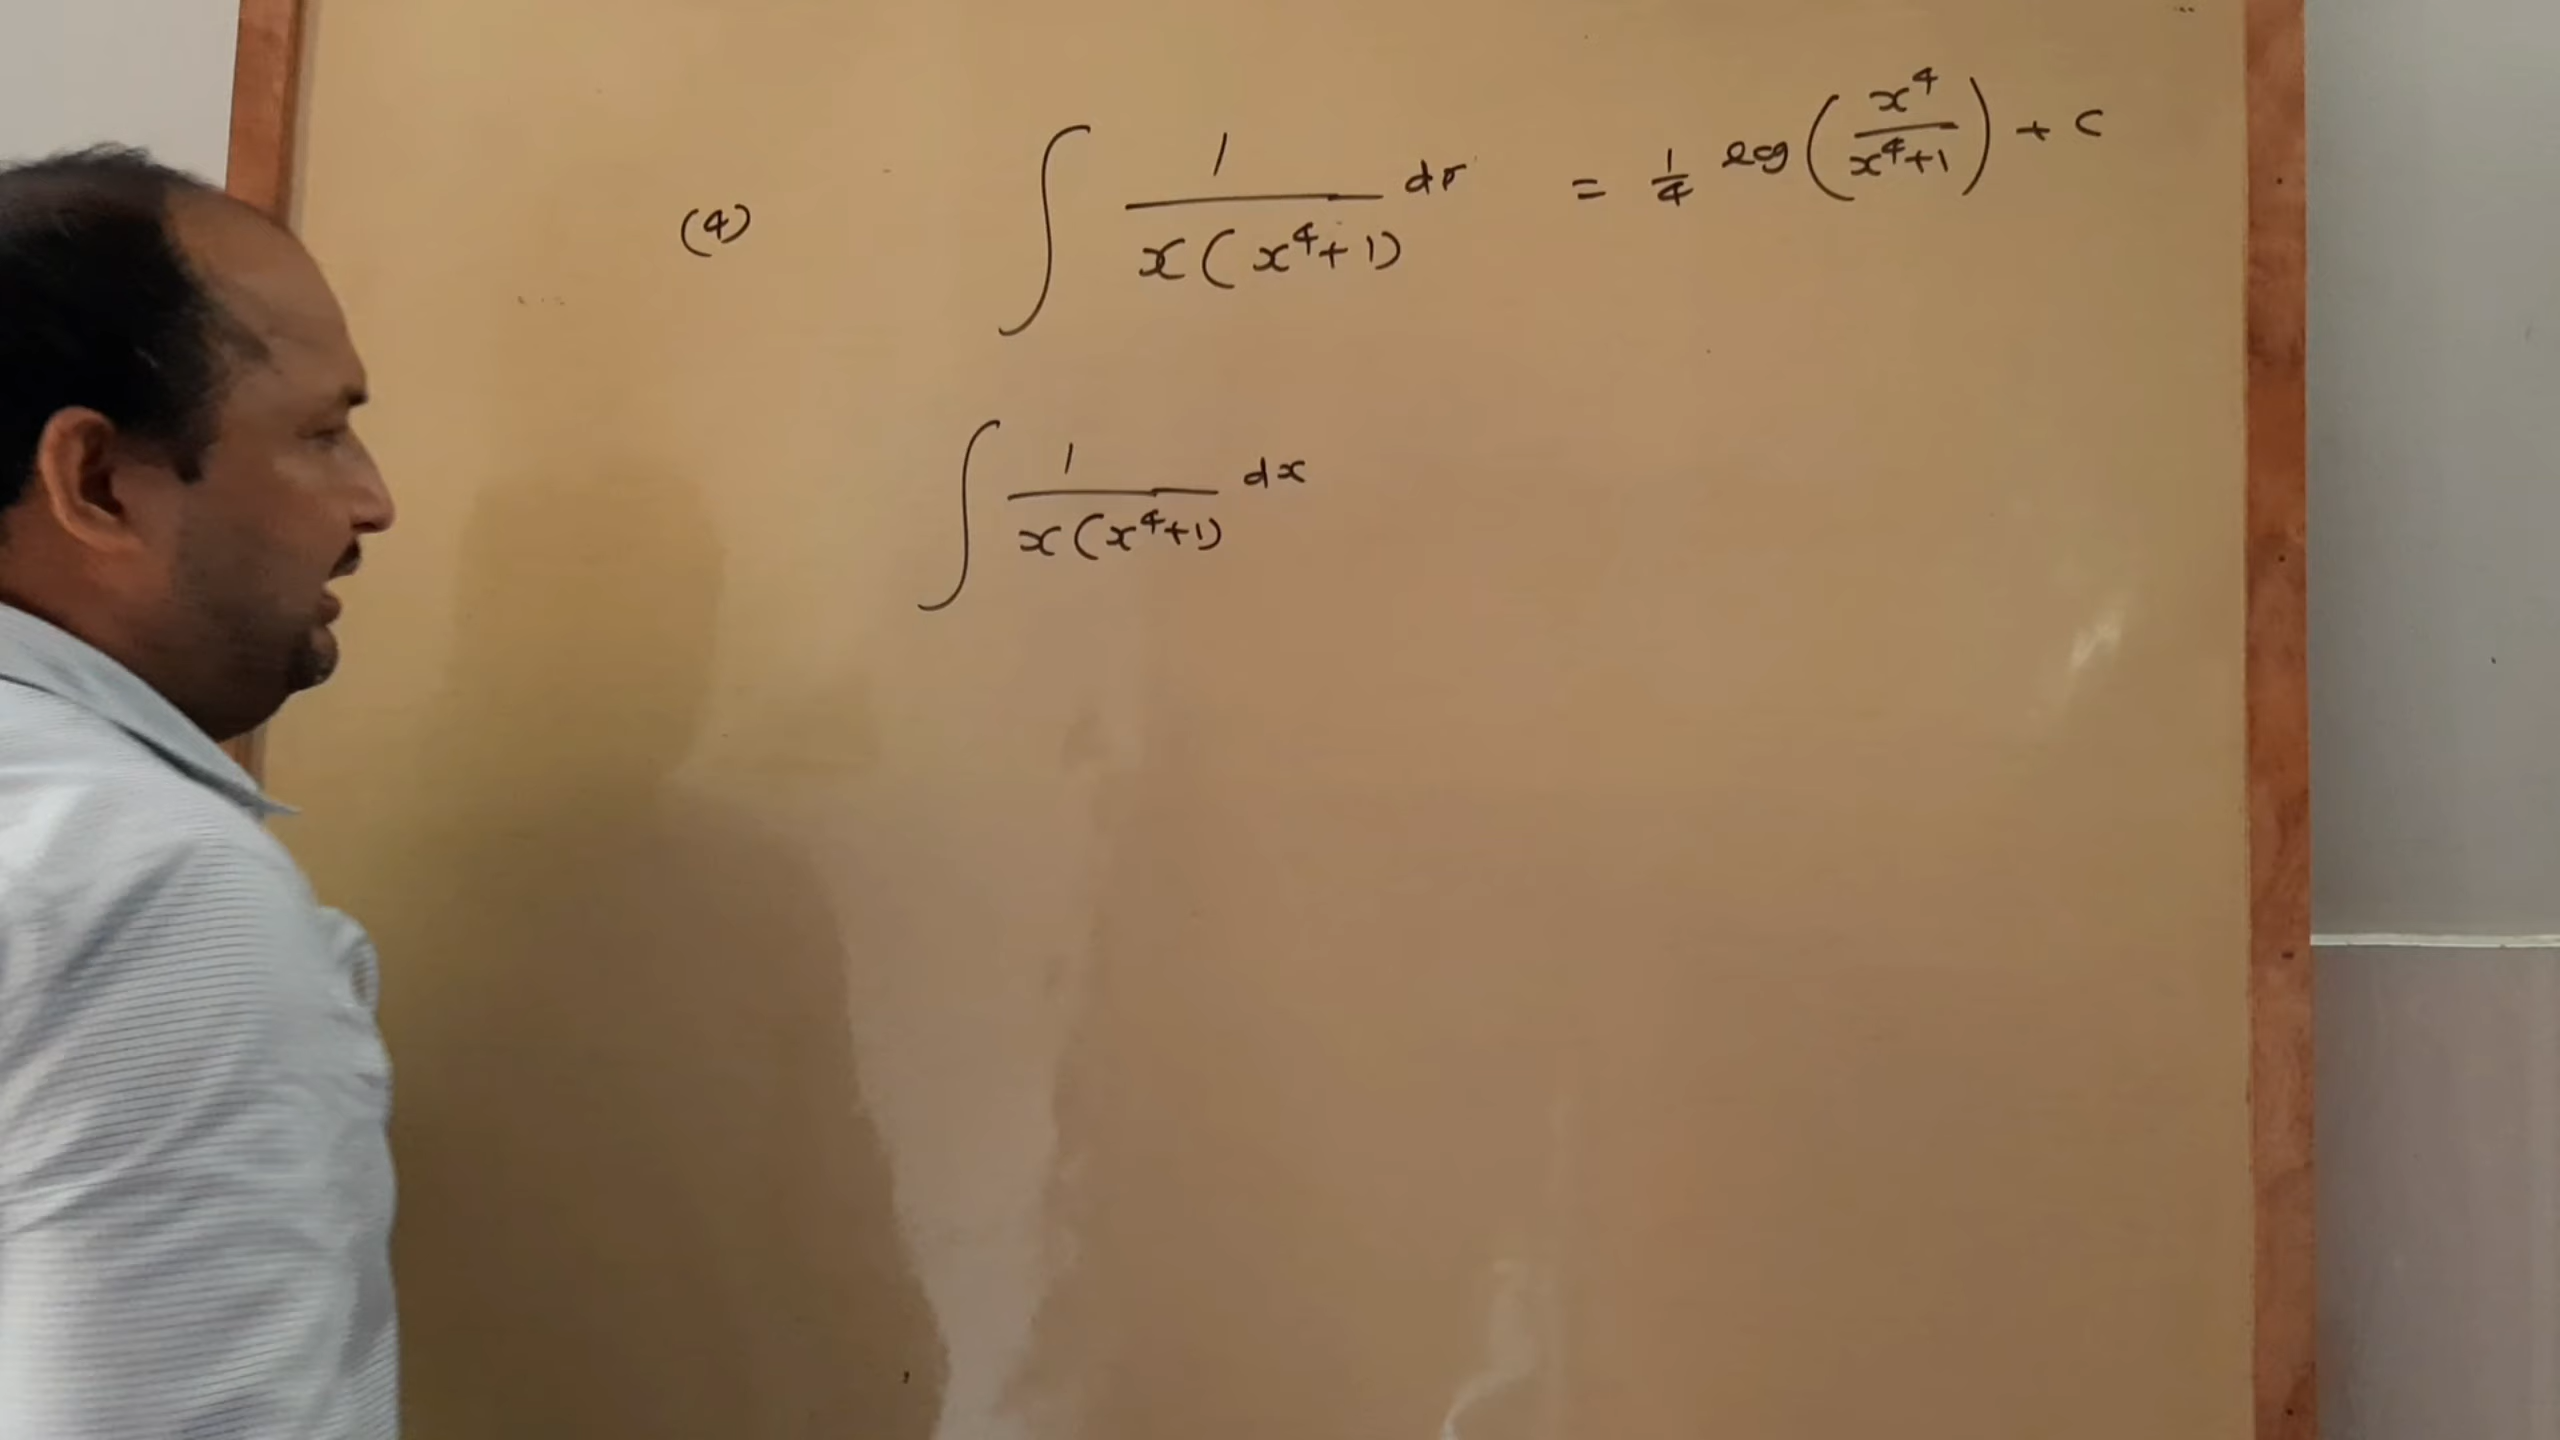 (4) ∫ 1/(x(x⁴+1)) dx = 1/4 log(x⁴/(x⁴+1)) + c
∫ 1/(x(x⁴+1)) dx